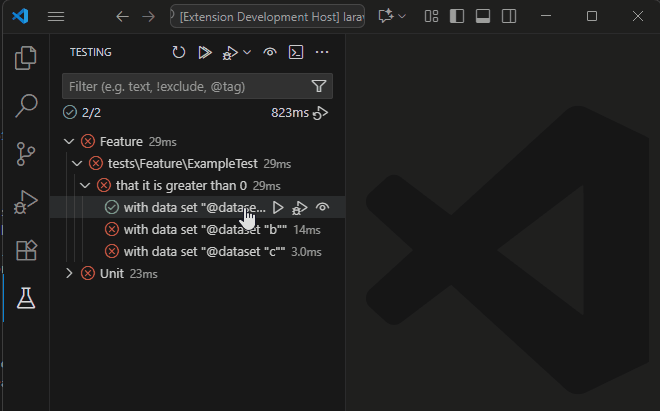 [Extension Development Host] larav
TESTING
Filter (e.g. text, !exclude, @tag)
2/2 823ms
Feature 29ms
tests\Feature\ExampleTest 29ms
that it is greater than 0 29ms
with data set "@datase...
with data set "@dataset "b"" 14ms
with data set "@dataset "c"" 3.0ms
Unit 23ms